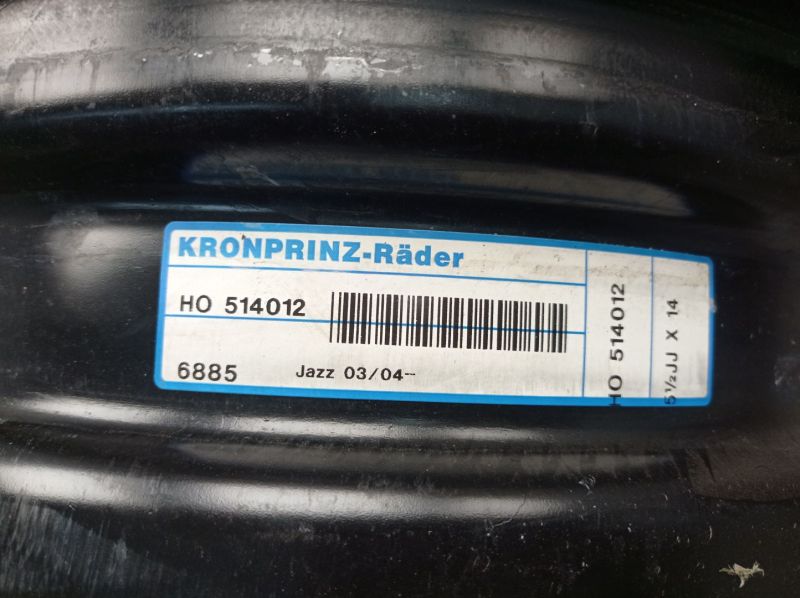 KRONPRINZ-Räder
HO 514012
6885 Jazz 03/04-
HO 514012
5½JJ X 14